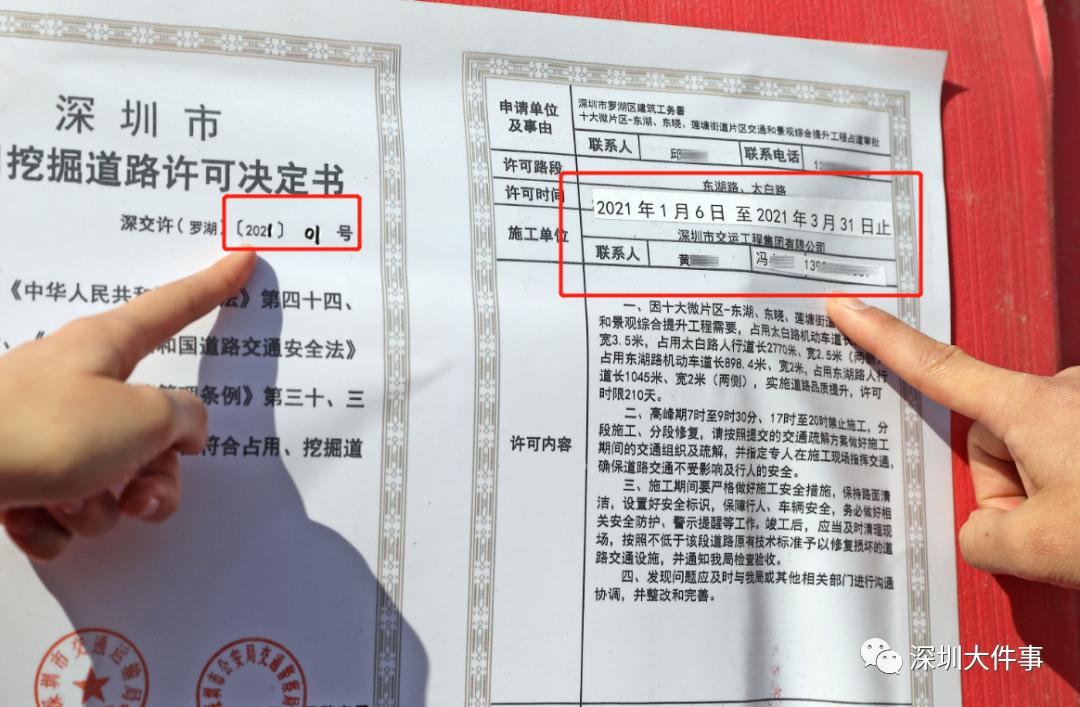 深圳市
挖掘道路许可决定书
深交许（罗湖）〔2021〕01号
《中华人民共和 法》第四十四、
和国道路交通安全法》
管理条例》第三十、三
符合占用、挖掘道
深圳市交通运输局
深圳市公安局交通警察局
申请单位
及事由
深圳市罗湖区建筑工务署
十大微片区-东湖、东晓、莲塘街道片区交通和景观综合提升工程占道审批
联系人 邱 联系电话 1
许可路段 东湖路、太白路
许可时间 2021年1月6日 至2021年3月31日止
施工单位 深圳市交运工程集团有限公司
联系人 黄 冯 139
许可内容
一、因十大微片区-东湖、东晓、莲塘街道
和景观综合提升工程需要，占用太白路机动车道长
宽3.5米，占用太白路人行道长2770米、宽2.5米（两侧）
占用东湖路机动车道长898.4米、宽2米，占用东湖路人行
道长1045米、宽2米（两侧），实施道路品质提升，许可
时限210天。
二、高峰期7时至9时30分、17时至20时禁止施工，分
段施工、分段修复，请按照提交的交通疏解方案做好施工
期间的交通组织及疏解，并指定专人在施工现场指挥交通，
确保道路交通不受影响及行人的安全。
三、施工期间要严格做好施工安全措施，保持路面清
洁，设置好安全标识，保障行人、车辆安全，务必做好相
关安全防护、警示提醒等工作。竣工后，应当及时清理现
场，按照不低于该段道路原有技术标准予以修复损坏的道
路交通设施，并通知我局检查验收。
四、发现问题应及时与我局或其他相关部门进行沟通
协调，并整改和完善。
深圳大件事